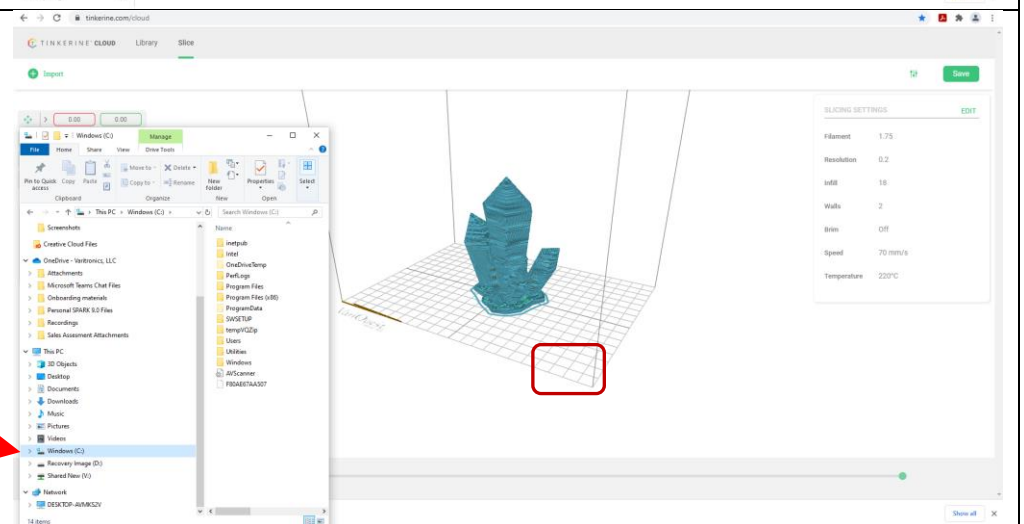 tinkerine.com/cloud
TINKERINE CLOUD Library Slice
Import Save
0.00 0.00
Windows (C:) Manage
File Home Share View Drive Tools
Pin to Quick access Copy Paste
Move to Copy to
Delete Rename
New folder
Properties
Select
Clipboard Organize New Open
This PC > Windows (C:) >
Search Windows (C:)
Screenshots
Creative Cloud Files
OneDrive - Varitronics, LLC
Attachments
Microsoft Teams Chat Files
Onboarding materials
Personal SPARK 9.0 Files
Recordings
Sales Assesment Attachments
This PC
3D Objects
Desktop
Documents
Downloads
Music
Pictures
Videos
Windows (C:)
Recovery Image (D:)
Shared New (V:)
Network
DESKTOP-AVMKS2V
14 items
Name
inetpub
Intel
OneDriveTemp
PerfLogs
Program Files
Program Files (x86)
ProgramData
SWSETUP
tempVQZip
Users
Utilities
Windows
AVScanner
F80AE67AA507
SLICING SETTINGS EDIT
Filament 1.75
Resolution 0.2
Infill 18
Walls 2
Brim Off
Speed 70 mm/s
Temperature 220°C
Show all